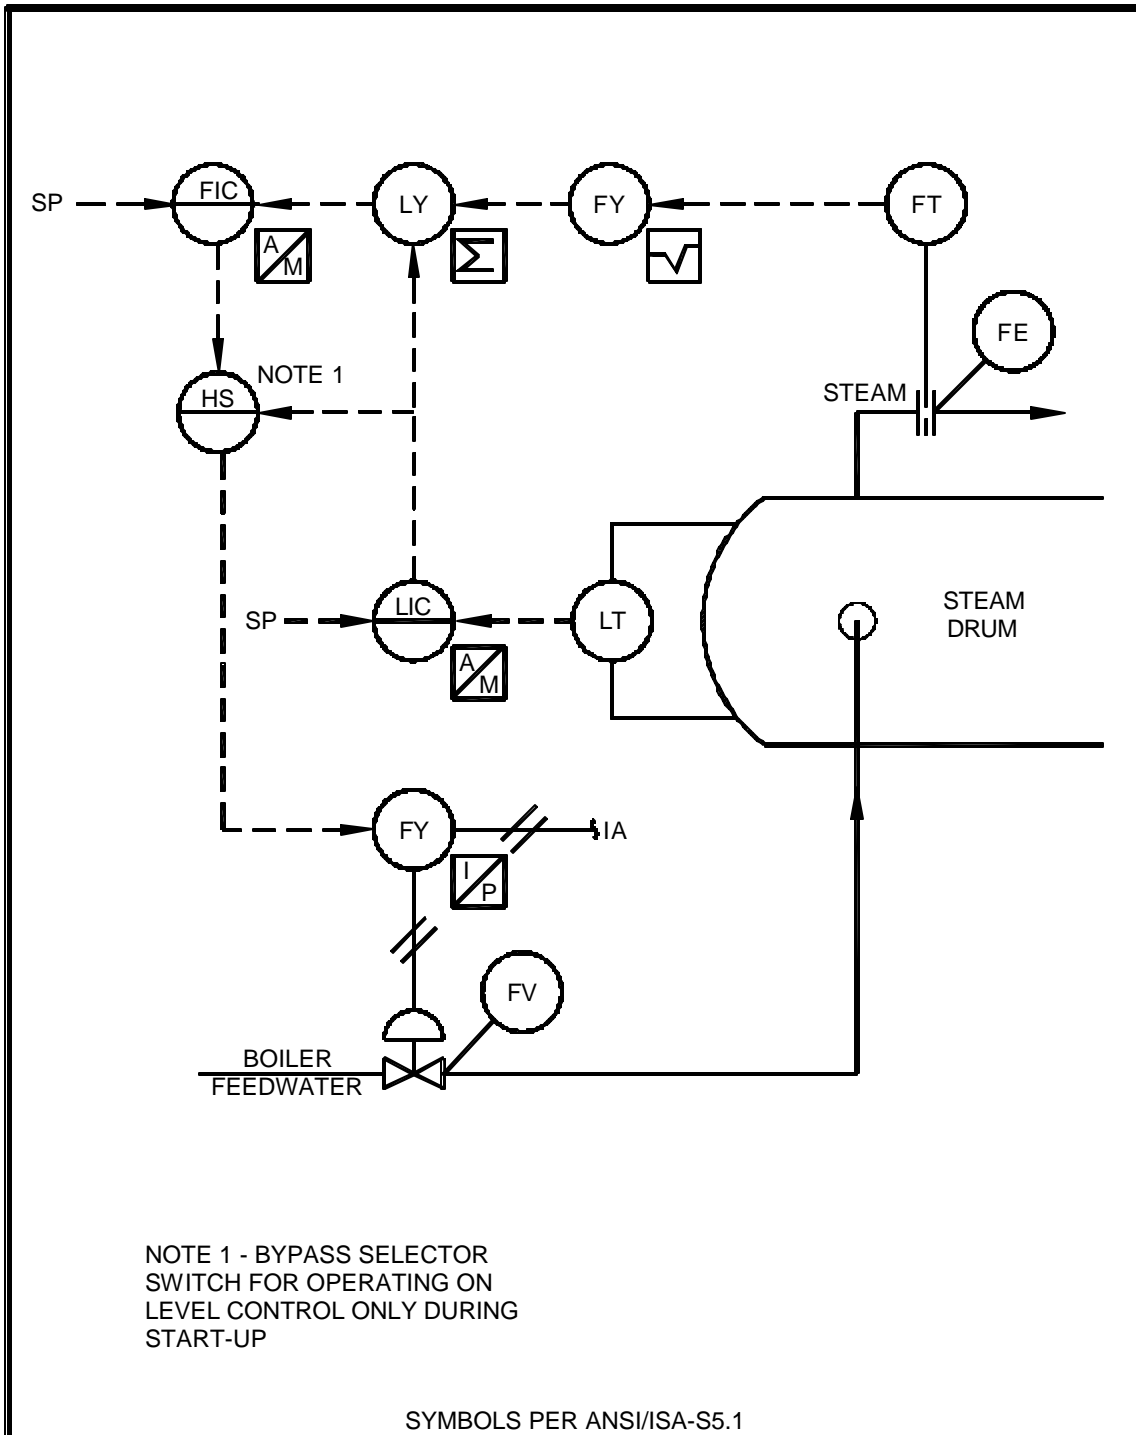 SP
FIC
LY
FY
FT
A
M
Σ
√
FE
NOTE 1
HS
STEAM
SP
LIC
LT
STEAM
DRUM
A
M
FY
IA
I
P
FV
BOILER
FEEDWATER
NOTE 1 - BYPASS SELECTOR
SWITCH FOR OPERATING ON
LEVEL CONTROL ONLY DURING
START-UP
SYMBOLS PER ANSI/ISA-S5.1